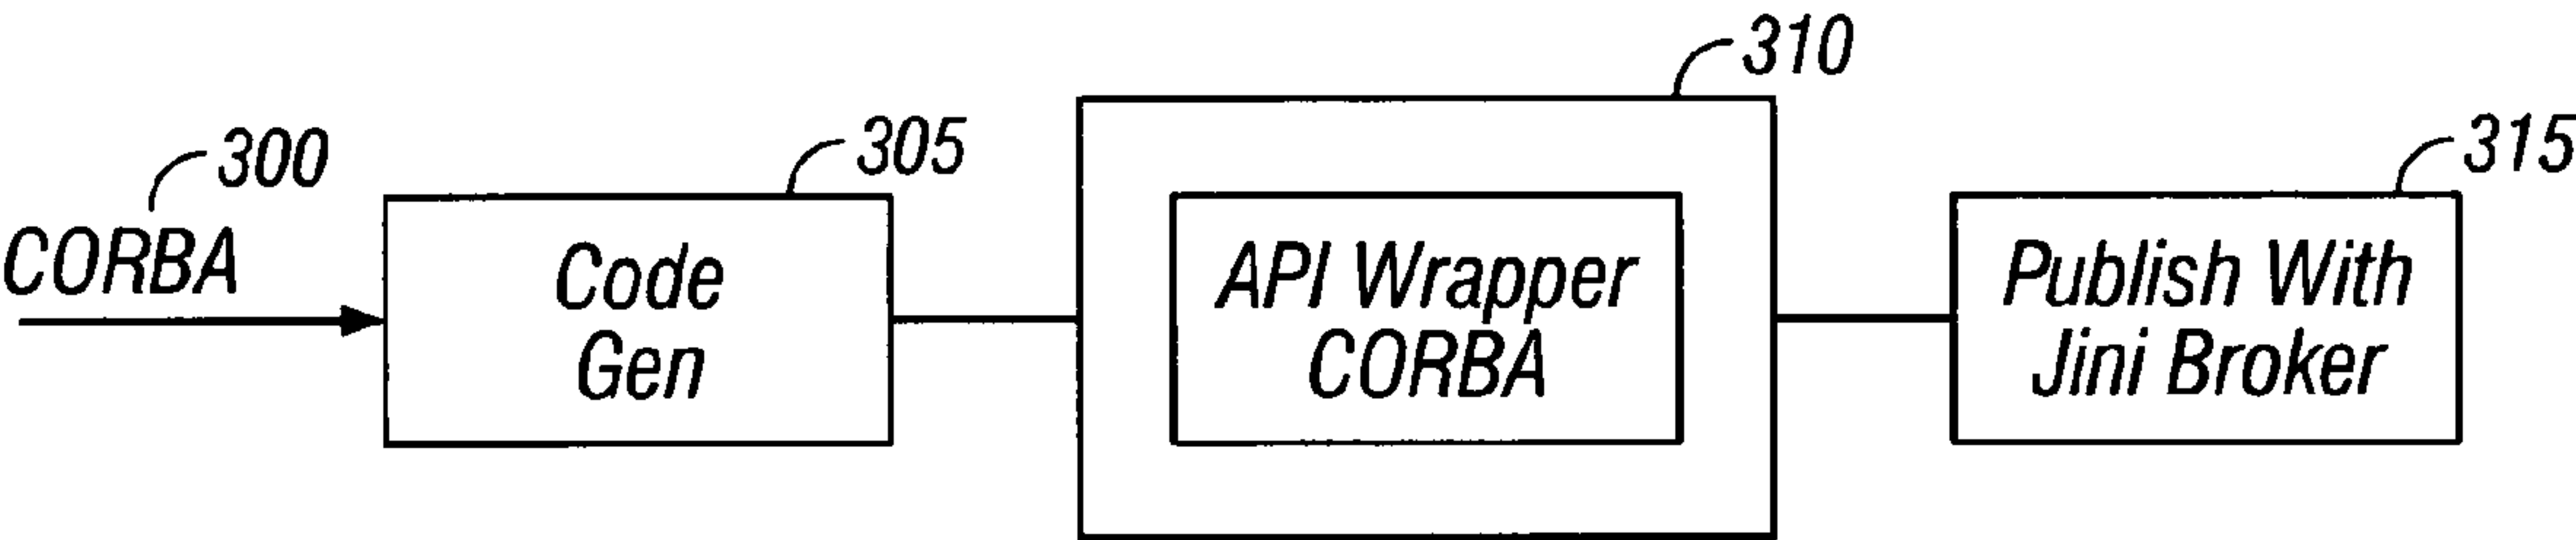 300
CORBA
305
Code
Gen
310
API Wrapper
CORBA
315
Publish With
Jini Broker